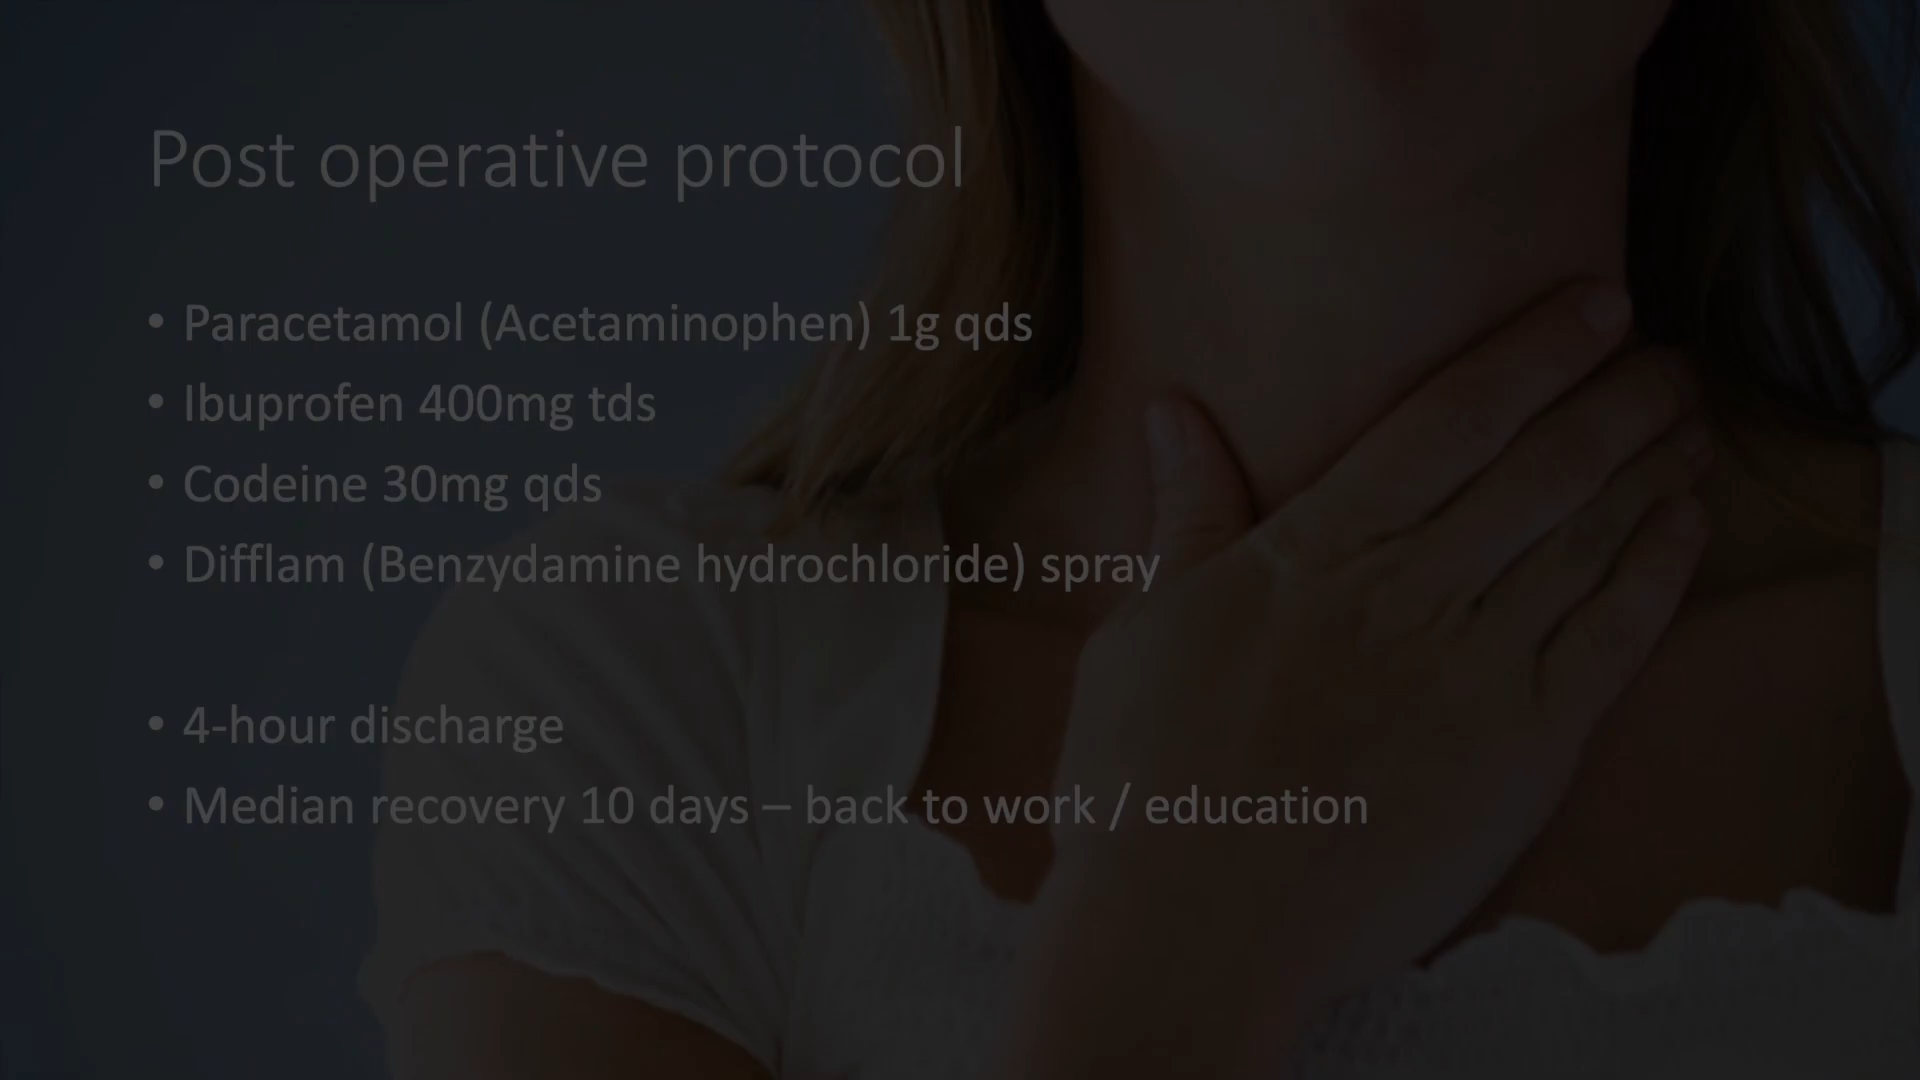 Post operative protocol
• Paracetamol (Acetaminophen) 1g qds
• Ibuprofen 400mg tds
• Codeine 30mg qds
• Difflam (Benzydamine hydrochloride) spray
• 4-hour discharge
• Median recovery 10 days – back to work / education